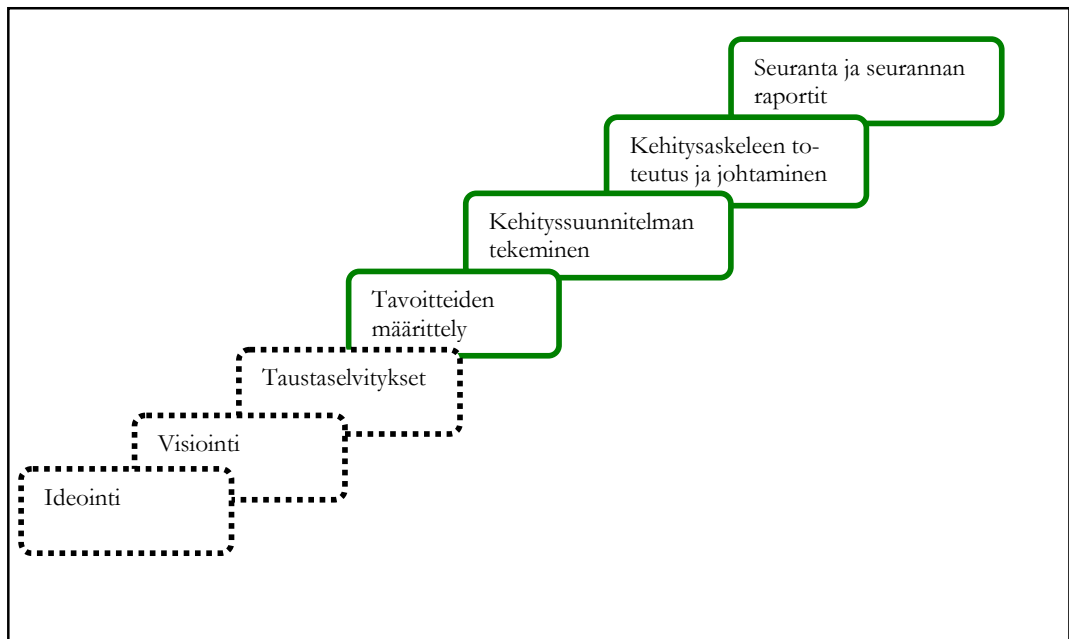 Seuranta ja seurannan
raportit
Kehitysaskeleen to-
teutus ja johtaminen
Kehityssuunnitelman
tekeminen
Tavoitteiden
määrittely
Taustaselvitykset
Visiointi
Ideointi